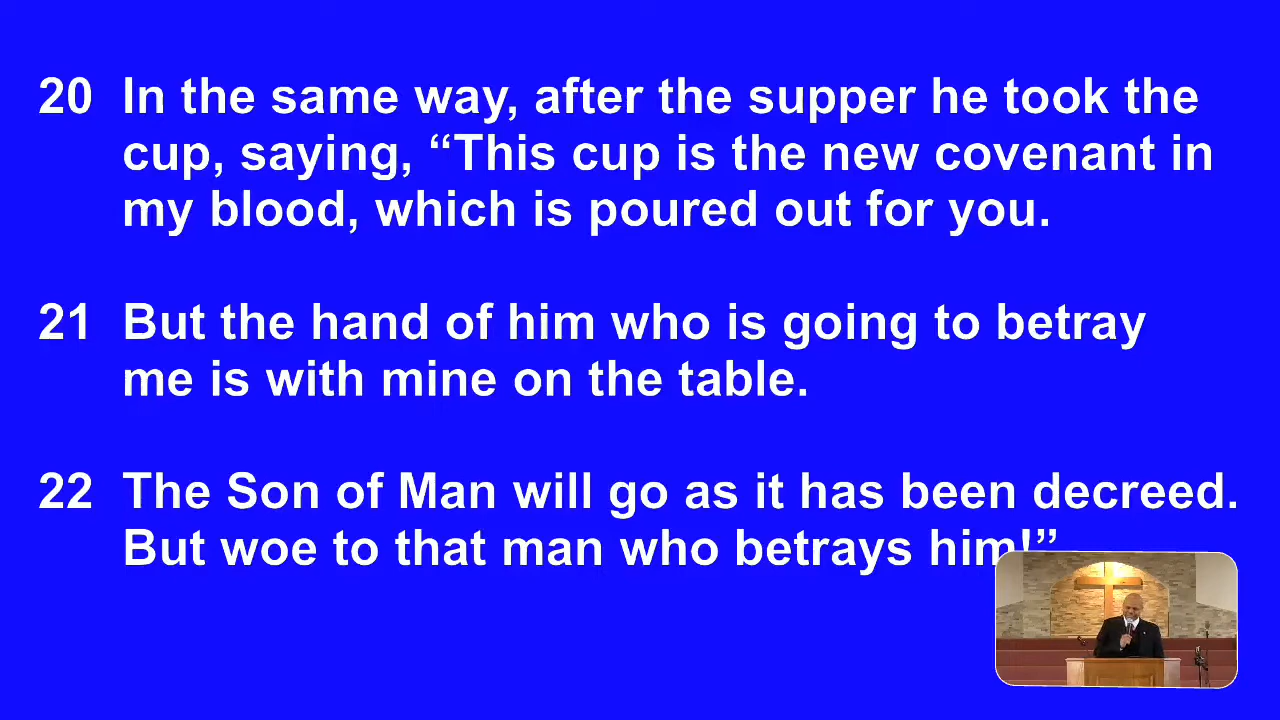 20 In the same way, after the supper he took the
cup, saying, “This cup is the new covenant in
my blood, which is poured out for you.
21 But the hand of him who is going to betray
me is with mine on the table.
22 The Son of Man will go as it has been decreed.
But woe to that man who betrays him!”